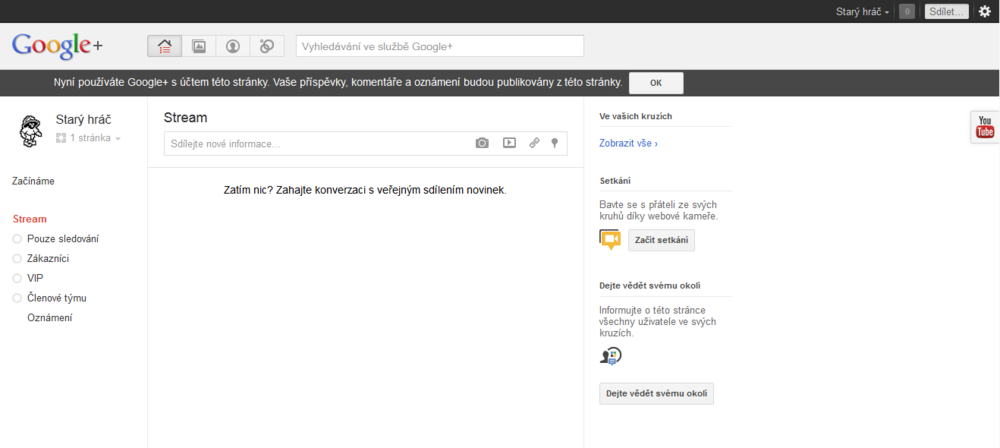 Starý hráč
0
Sdílet...
Google+
Vyhledávání ve službě Google+
Nyní používáte Google+ s účtem této stránky. Vaše příspěvky, komentáře a oznámení budou publikovány z této stránky.
OK
Starý hráč
1 stránka
Začínáme
Stream
Pouze sledování
Zákazníci
VIP
Členové týmu
Oznámení
Stream
Sdílejte nové informace...
Zatím nic? Zahajte konverzaci s veřejným sdílením novinek.
Ve vašich kruzích
Zobrazit vše ›
Setkání
Bavte se s přáteli ze svých
kruhů díky webové kameře.
Začít setkání
Dejte vědět svému okolí
Informujte o této stránce
všechny uživatele ve svých
kruzích.
Dejte vědět svému okolí
You
Tube